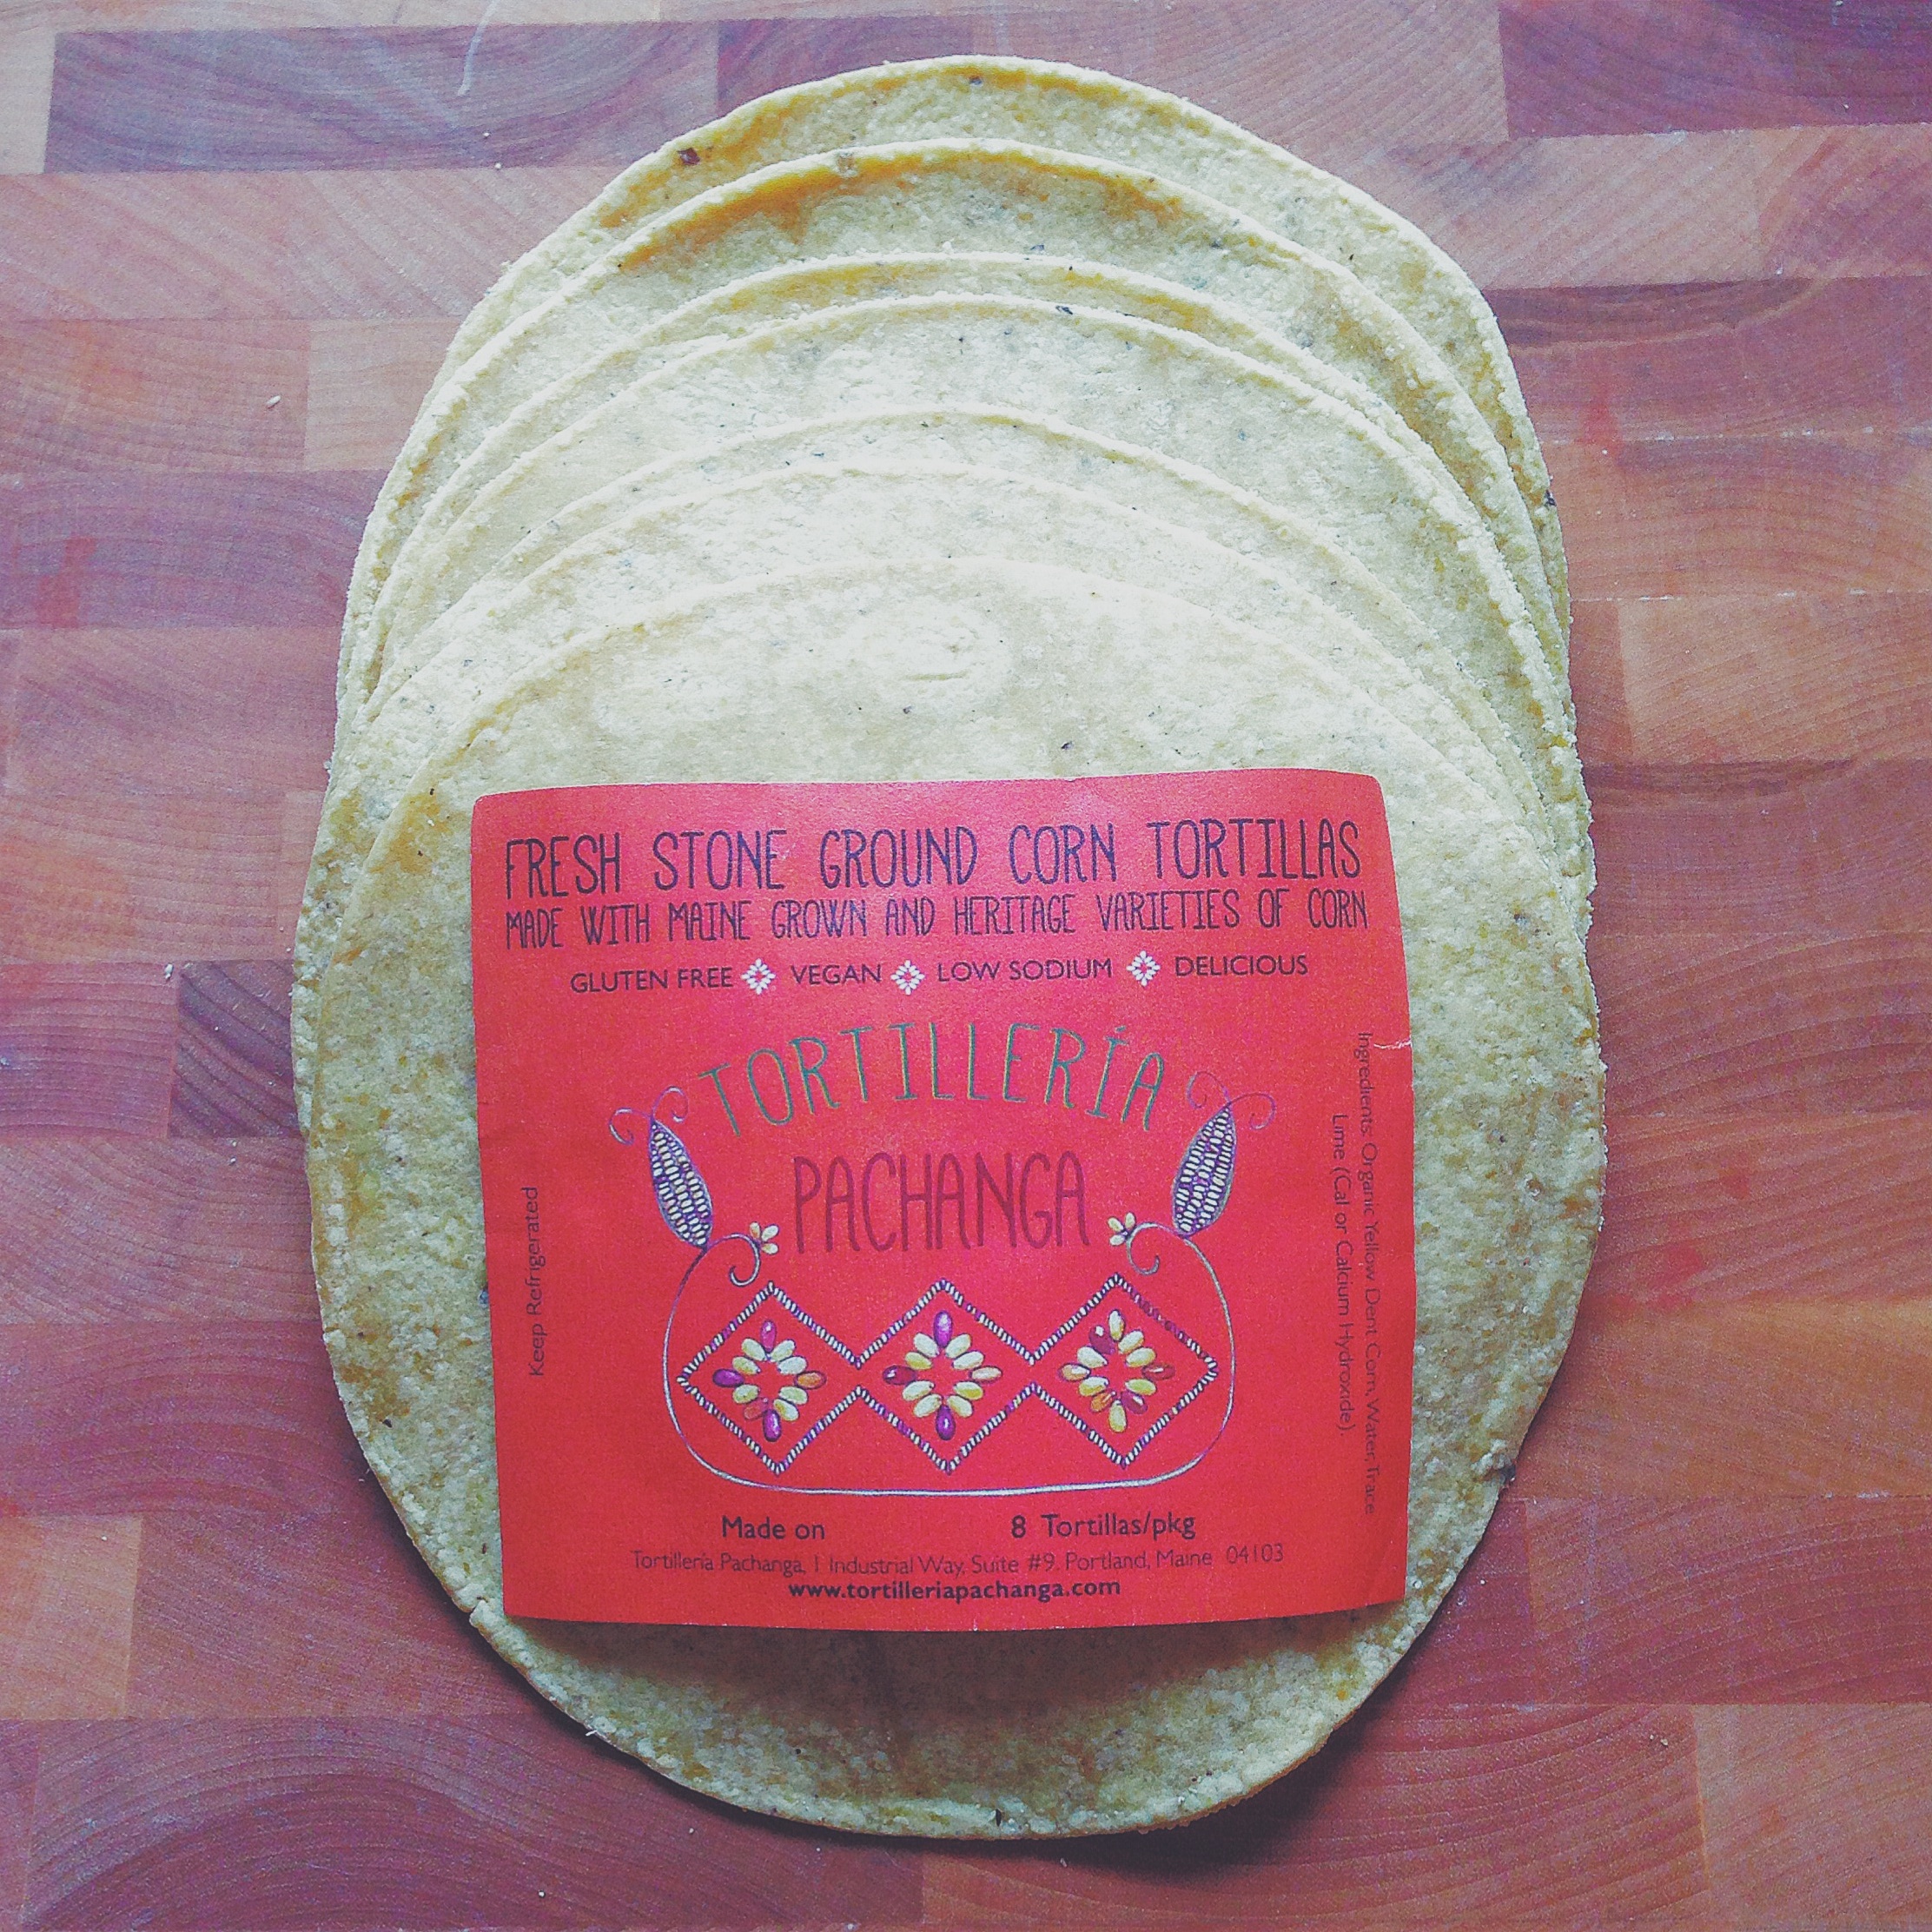 FRESH STONE GROUND CORN TORTILLAS
MADE WITH MAINE GROWN AND HERITAGE VARIETIES OF CORN
GLUTEN FREE VEGAN LOW SODIUM DELICIOUS
TORTILLERÍA
PACHANGA
Keep Refrigerated
Ingredients: Organic Yellow Dent Corn, Water, Trace
Lime (Cal or Calcium Hydroxide).
Made on 8 Tortillas/pkg
Tortillería Pachanga, 1 Industrial Way, Suite #9. Portland, Maine 04103
www.tortilleriapachanga.com